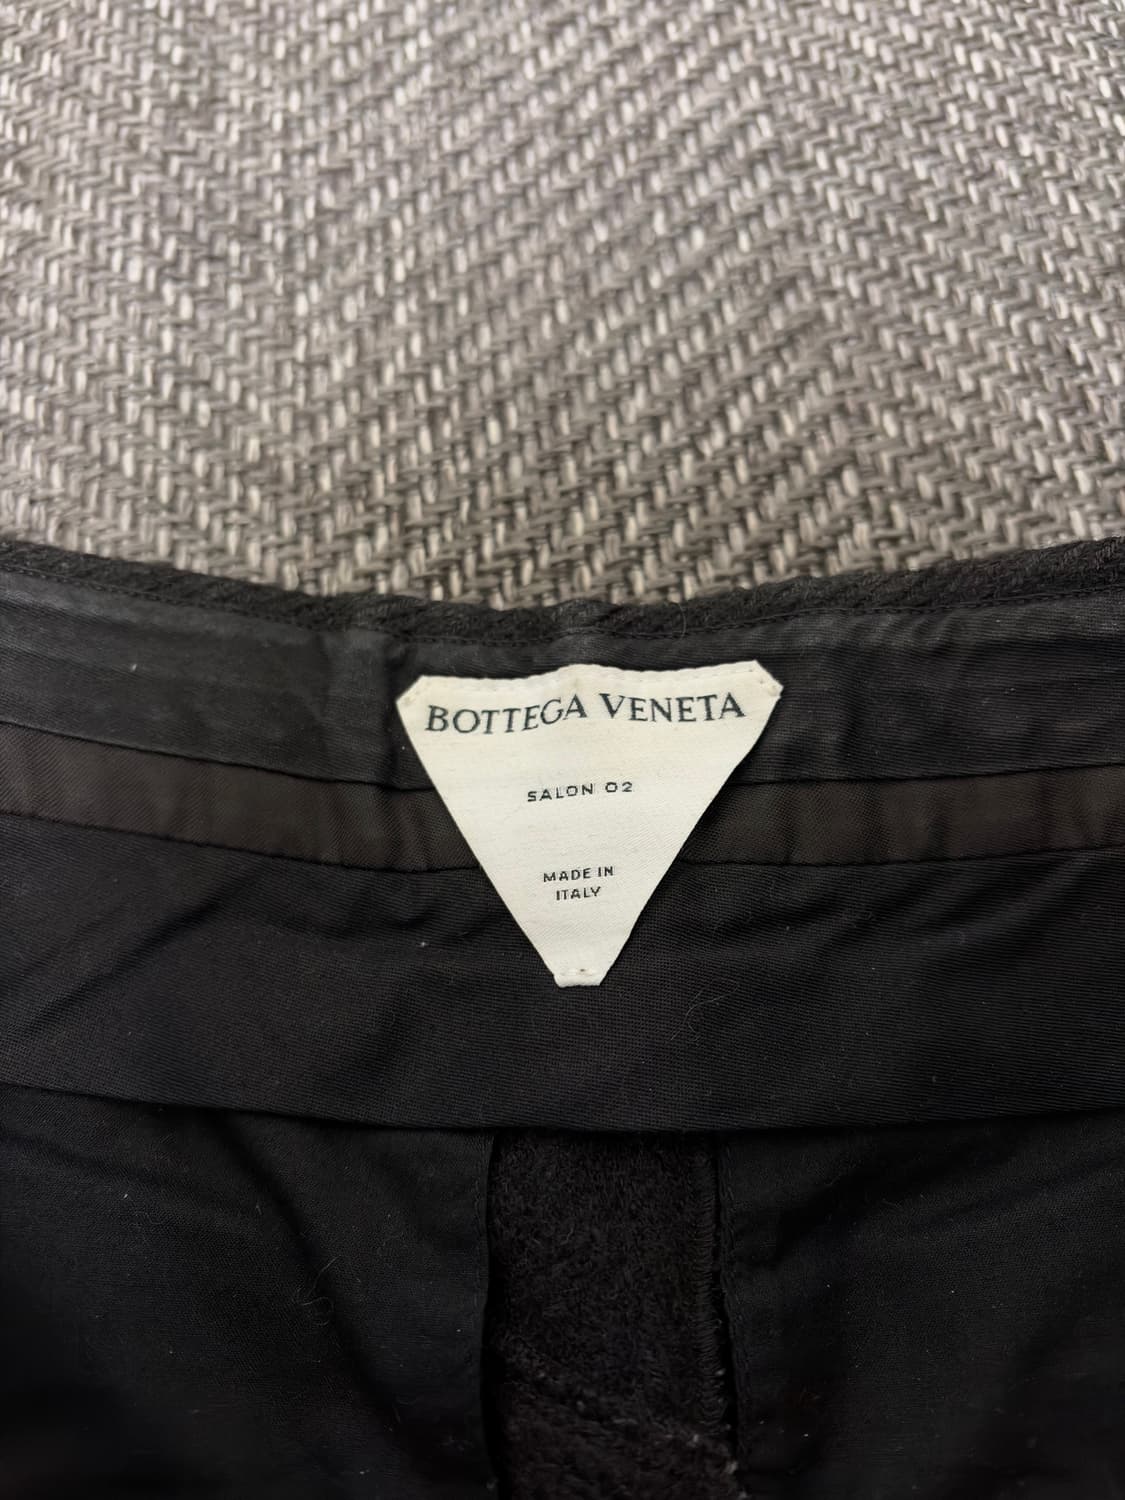 BOTTEGA VENETA
SALON 02
MADE IN
ITALY